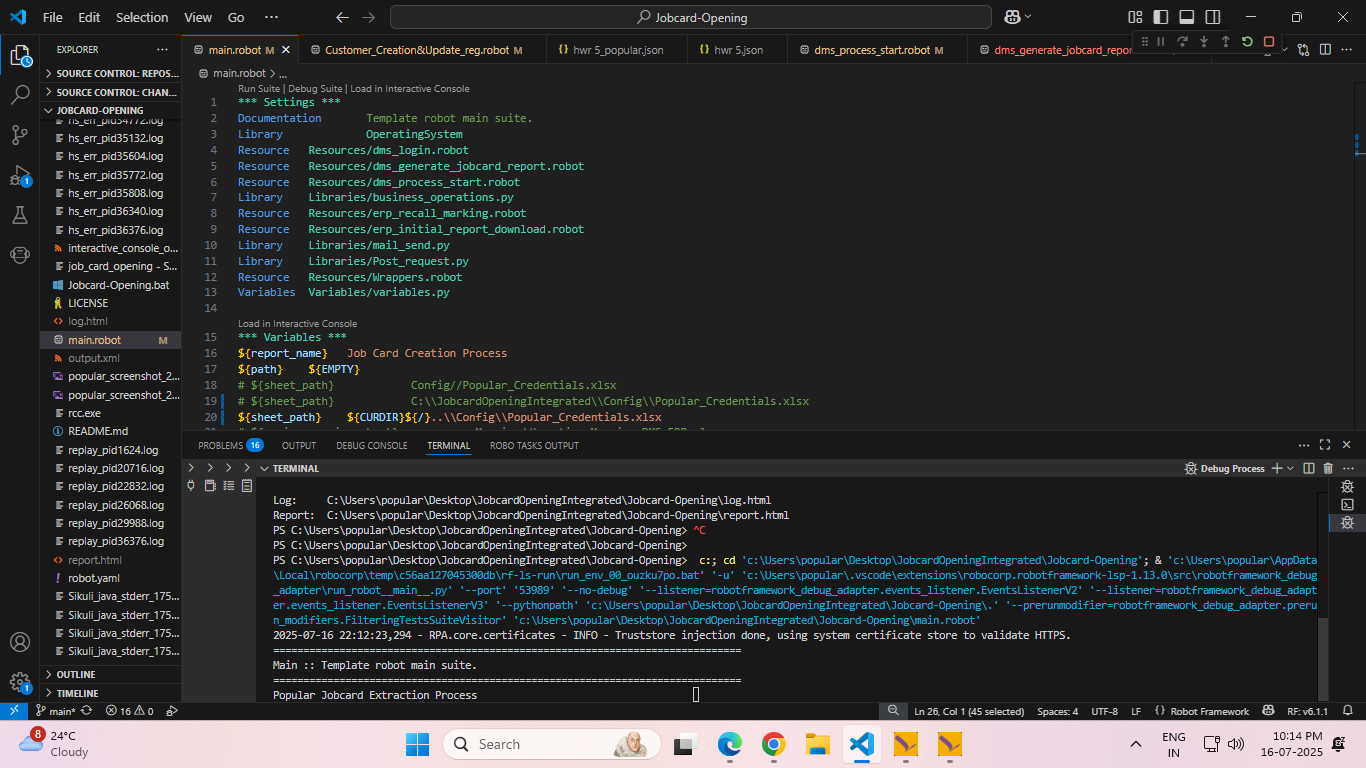 File Edit Selection View Go ···
Jobcard-Opening
EXPLORER
SOURCE CONTROL: REPOS...
SOURCE CONTROL: CHAN...
JOBCARD-OPENING
hs_err_pid34772.log
hs_err_pid35132.log
hs_err_pid35604.log
hs_err_pid35772.log
hs_err_pid35808.log
hs_err_pid36340.log
hs_err_pid36376.log
interactive_console_o...
job_card_opening - S...
Jobcard-Opening.bat
LICENSE
log.html
main.robot M
output.xml
popular_screenshot_2...
popular_screenshot_2...
rcc.exe
README.md
replay_pid1624.log
replay_pid20716.log
replay_pid22832.log
replay_pid26068.log
replay_pid29988.log
replay_pid36376.log
report.html
robot.yaml
Sikuli_java_stderr_175...
Sikuli_java_stderr_175...
Sikuli_java_stderr_175...
Sikuli_java_stderr_175...
OUTLINE
TIMELINE
1
1
main.robot M
Customer_Creation&Update_reg.robot M
hwr 5_popular.json
hwr 5.json
dms_process_start.robot M
dms_generate_jobcard_repor
main.robot > ...
Run Suite | Debug Suite | Load in Interactive Console
1 *** Settings ***
2 Documentation Template robot main suite.
3 Library OperatingSystem
4 Resource Resources/dms_login.robot
5 Resource Resources/dms_generate_jobcard_report.robot
6 Resource Resources/dms_process_start.robot
7 Library Libraries/business_operations.py
8 Resource Resources/erp_recall_marking.robot
9 Resource Resources/erp_initial_report_download.robot
10 Library Libraries/mail_send.py
11 Library Libraries/Post_request.py
12 Resource Resources/Wrappers.robot
13 Variables Variables/variables.py
14
Load in Interactive Console
15 *** Variables ***
16 ${report_name} Job Card Creation Process
17 ${path} ${EMPTY}
18 # ${sheet_path} Config//Popular_Credentials.xlsx
19 # ${sheet_path} C:\\JobcardOpeningIntegrated\\Config\\Popular_Credentials.xlsx
20 ${sheet_path} ${CURDIR}${/}..\\Config\\Popular_Credentials.xlsx
PROBLEMS 16 OUTPUT DEBUG CONSOLE TERMINAL ROBO TASKS OUTPUT
TERMINAL
Debug Process
Log: C:\Users\popular\Desktop\JobcardOpeningIntegrated\Jobcard-Opening\log.html
Report: C:\Users\popular\Desktop\JobcardOpeningIntegrated\Jobcard-Opening\report.html
PS C:\Users\popular\Desktop\JobcardOpeningIntegrated\Jobcard-Opening> ^C
PS C:\Users\popular\Desktop\JobcardOpeningIntegrated\Jobcard-Opening>
PS C:\Users\popular\Desktop\JobcardOpeningIntegrated\Jobcard-Opening> c:; cd 'c:\Users\popular\Desktop\JobcardOpeningIntegrated\Jobcard-Opening'; & 'c:\Users\popular\AppData
\Local\robocorp\temp\c56aa127045300db\rf-ls-run\run_env_00_ouzku7po.bat' '-u' 'c:\Users\popular\.vscode\extensions\robocorp.robotframework-lsp-1.13.0\src\robotframework_debug
_adapter\run_robot__main__.py' '--port' '53989' '--no-debug' '--listener=robotframework_debug_adapter.events_listener.EventsListenerV2' '--listener=robotframework_debug_adapt
er.events_listener.EventsListenerV3' '--pythonpath' 'c:\Users\popular\Desktop\JobcardOpeningIntegrated\Jobcard-Opening\.' '--prerunmodifier=robotframework_debug_adapter.preru
n_modifiers.FilteringTestsSuiteVisitor' 'c:\Users\popular\Desktop\JobcardOpeningIntegrated\Jobcard-Opening\main.robot'
2025-07-16 22:12:23,294 - RPA.core.certificates - INFO - Truststore injection done, using system certificate store to validate HTTPS.
==============================================================================
Main :: Template robot main suite.
==============================================================================
Popular Jobcard Extraction Process
main* 16 0 Ln 26, Col 1 (45 selected) Spaces: 4 UTF-8 LF Robot Framework RF: v6.1.1
8
24°C
Cloudy
Search
ENG
IN
10:14 PM
16-07-2025